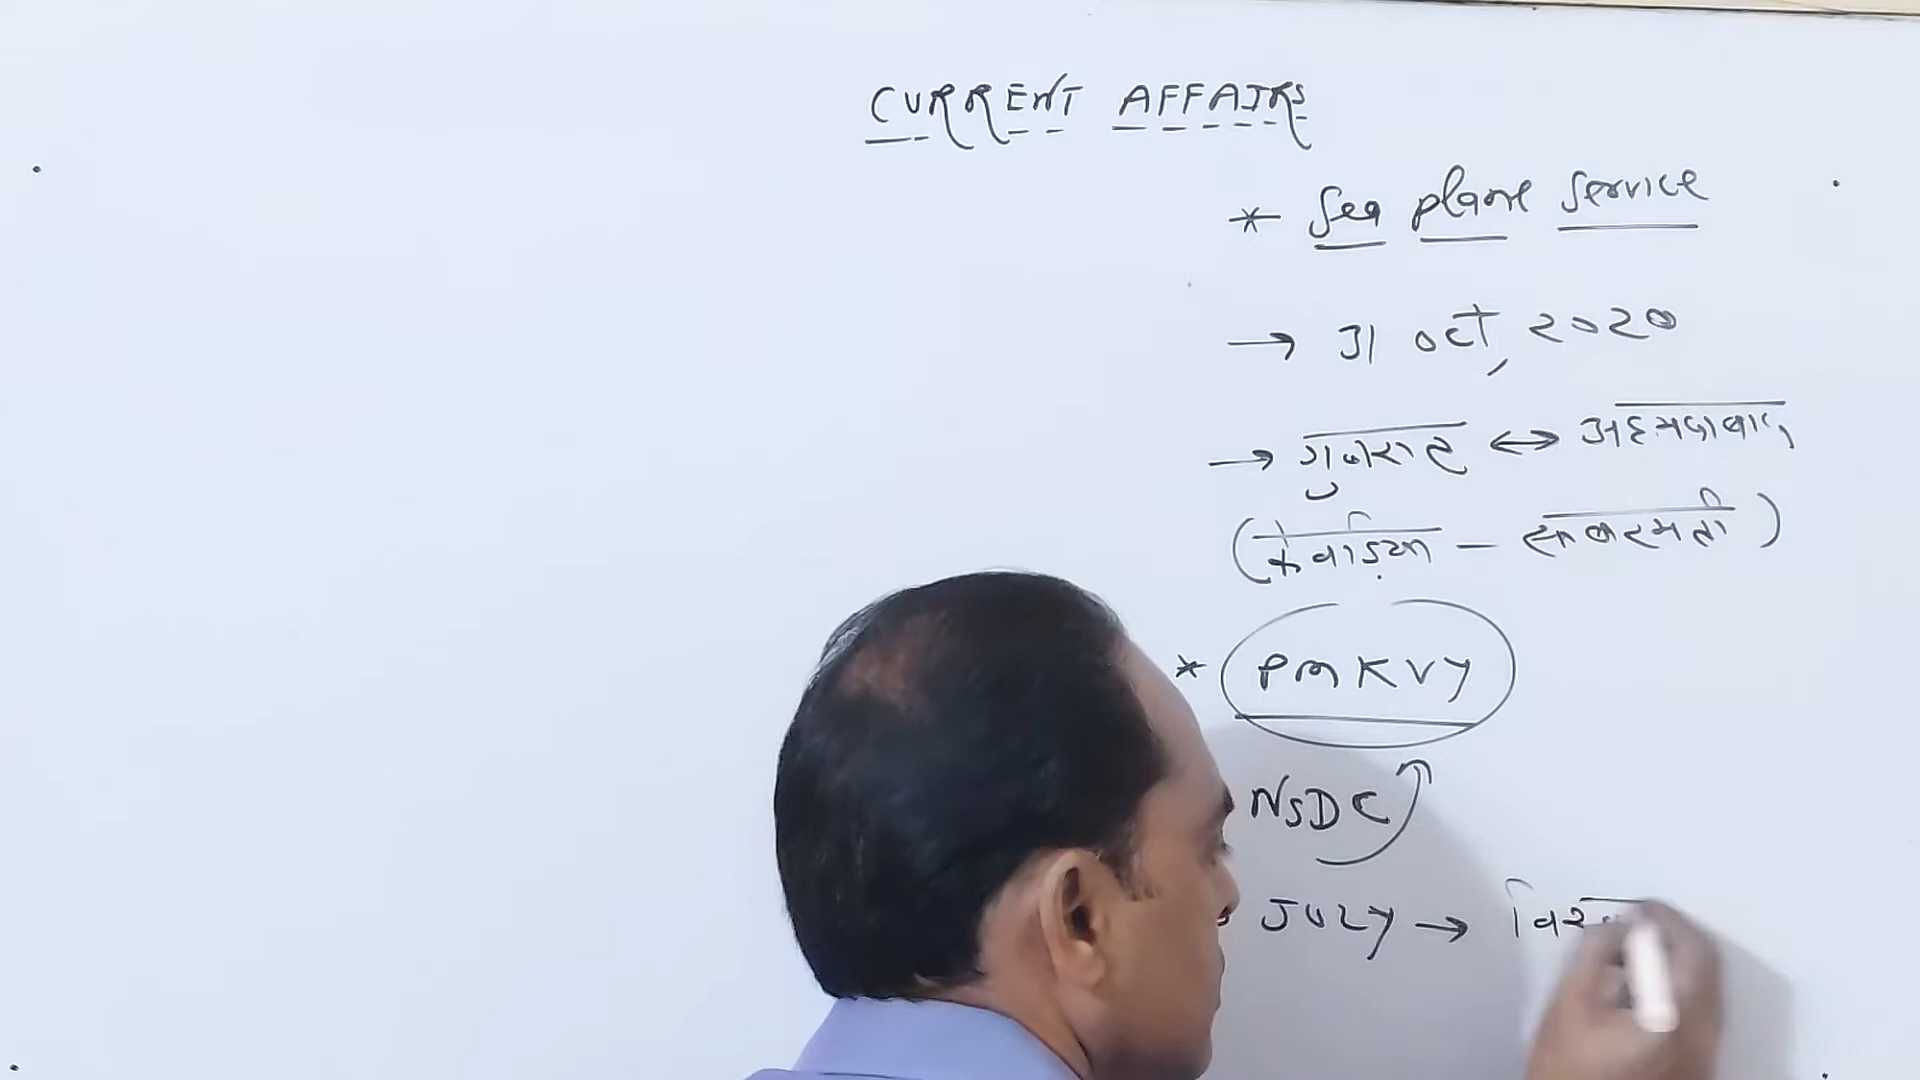 CURRENT AFFAIRS
* Sea plane Service
→ 31 oct, 2020
→ गुजरात ↔ अहमदाबाद
(केवडिया - साबरमती)
* PMKVY
NSDC
JULY →